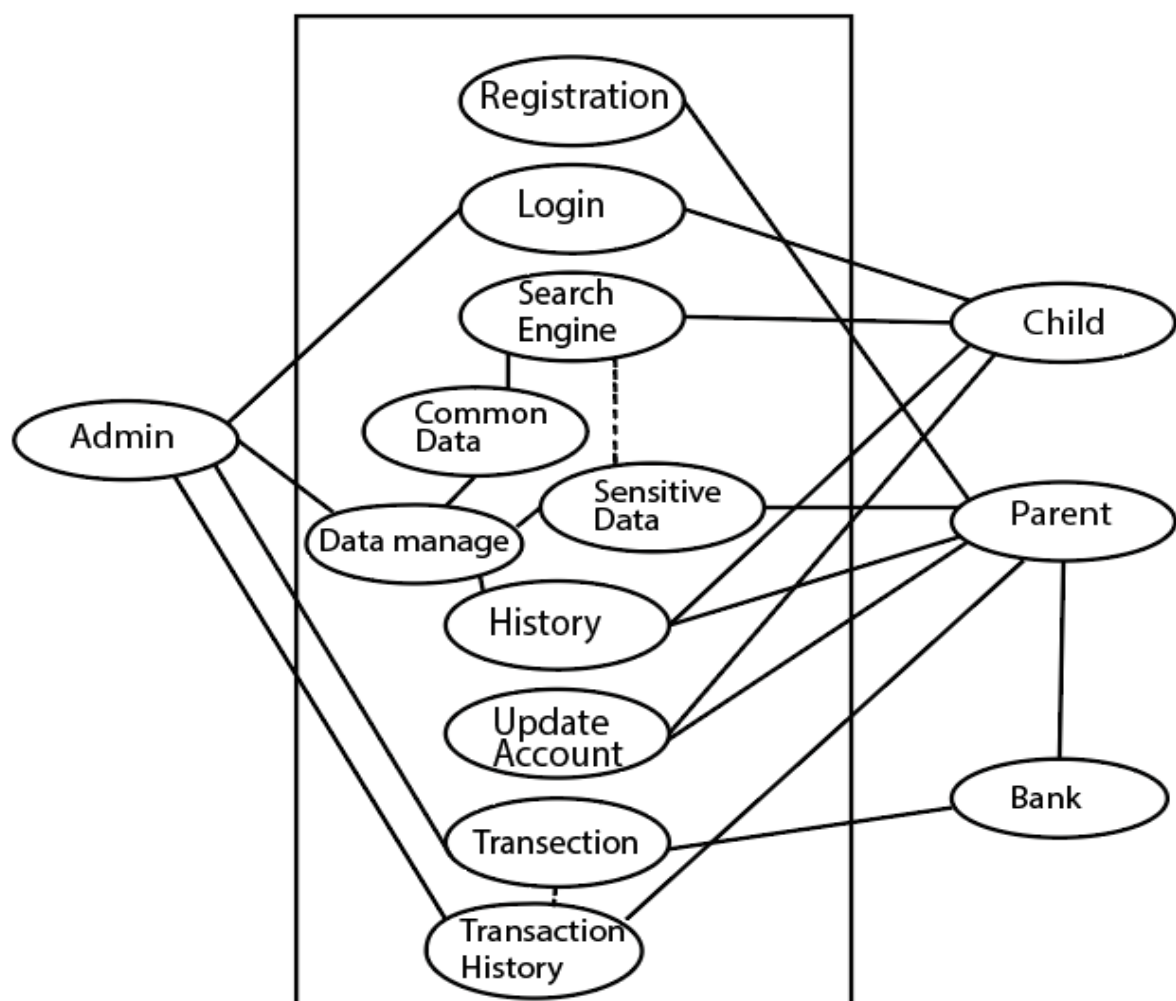 Registration
Login
Search
Engine
Child
Common
Data
Admin
Sensitive
Data
Parent
Data manage
History
Update
Account
Bank
Transection
Transaction
History